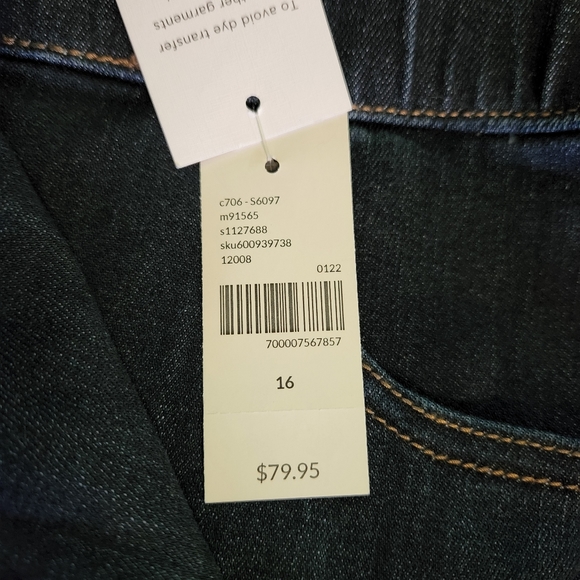 To avoid dye transfer
garments
c706 - S6097
m91565
s1127688
sku600939738
12008
0122
700007567857
16
$79.95